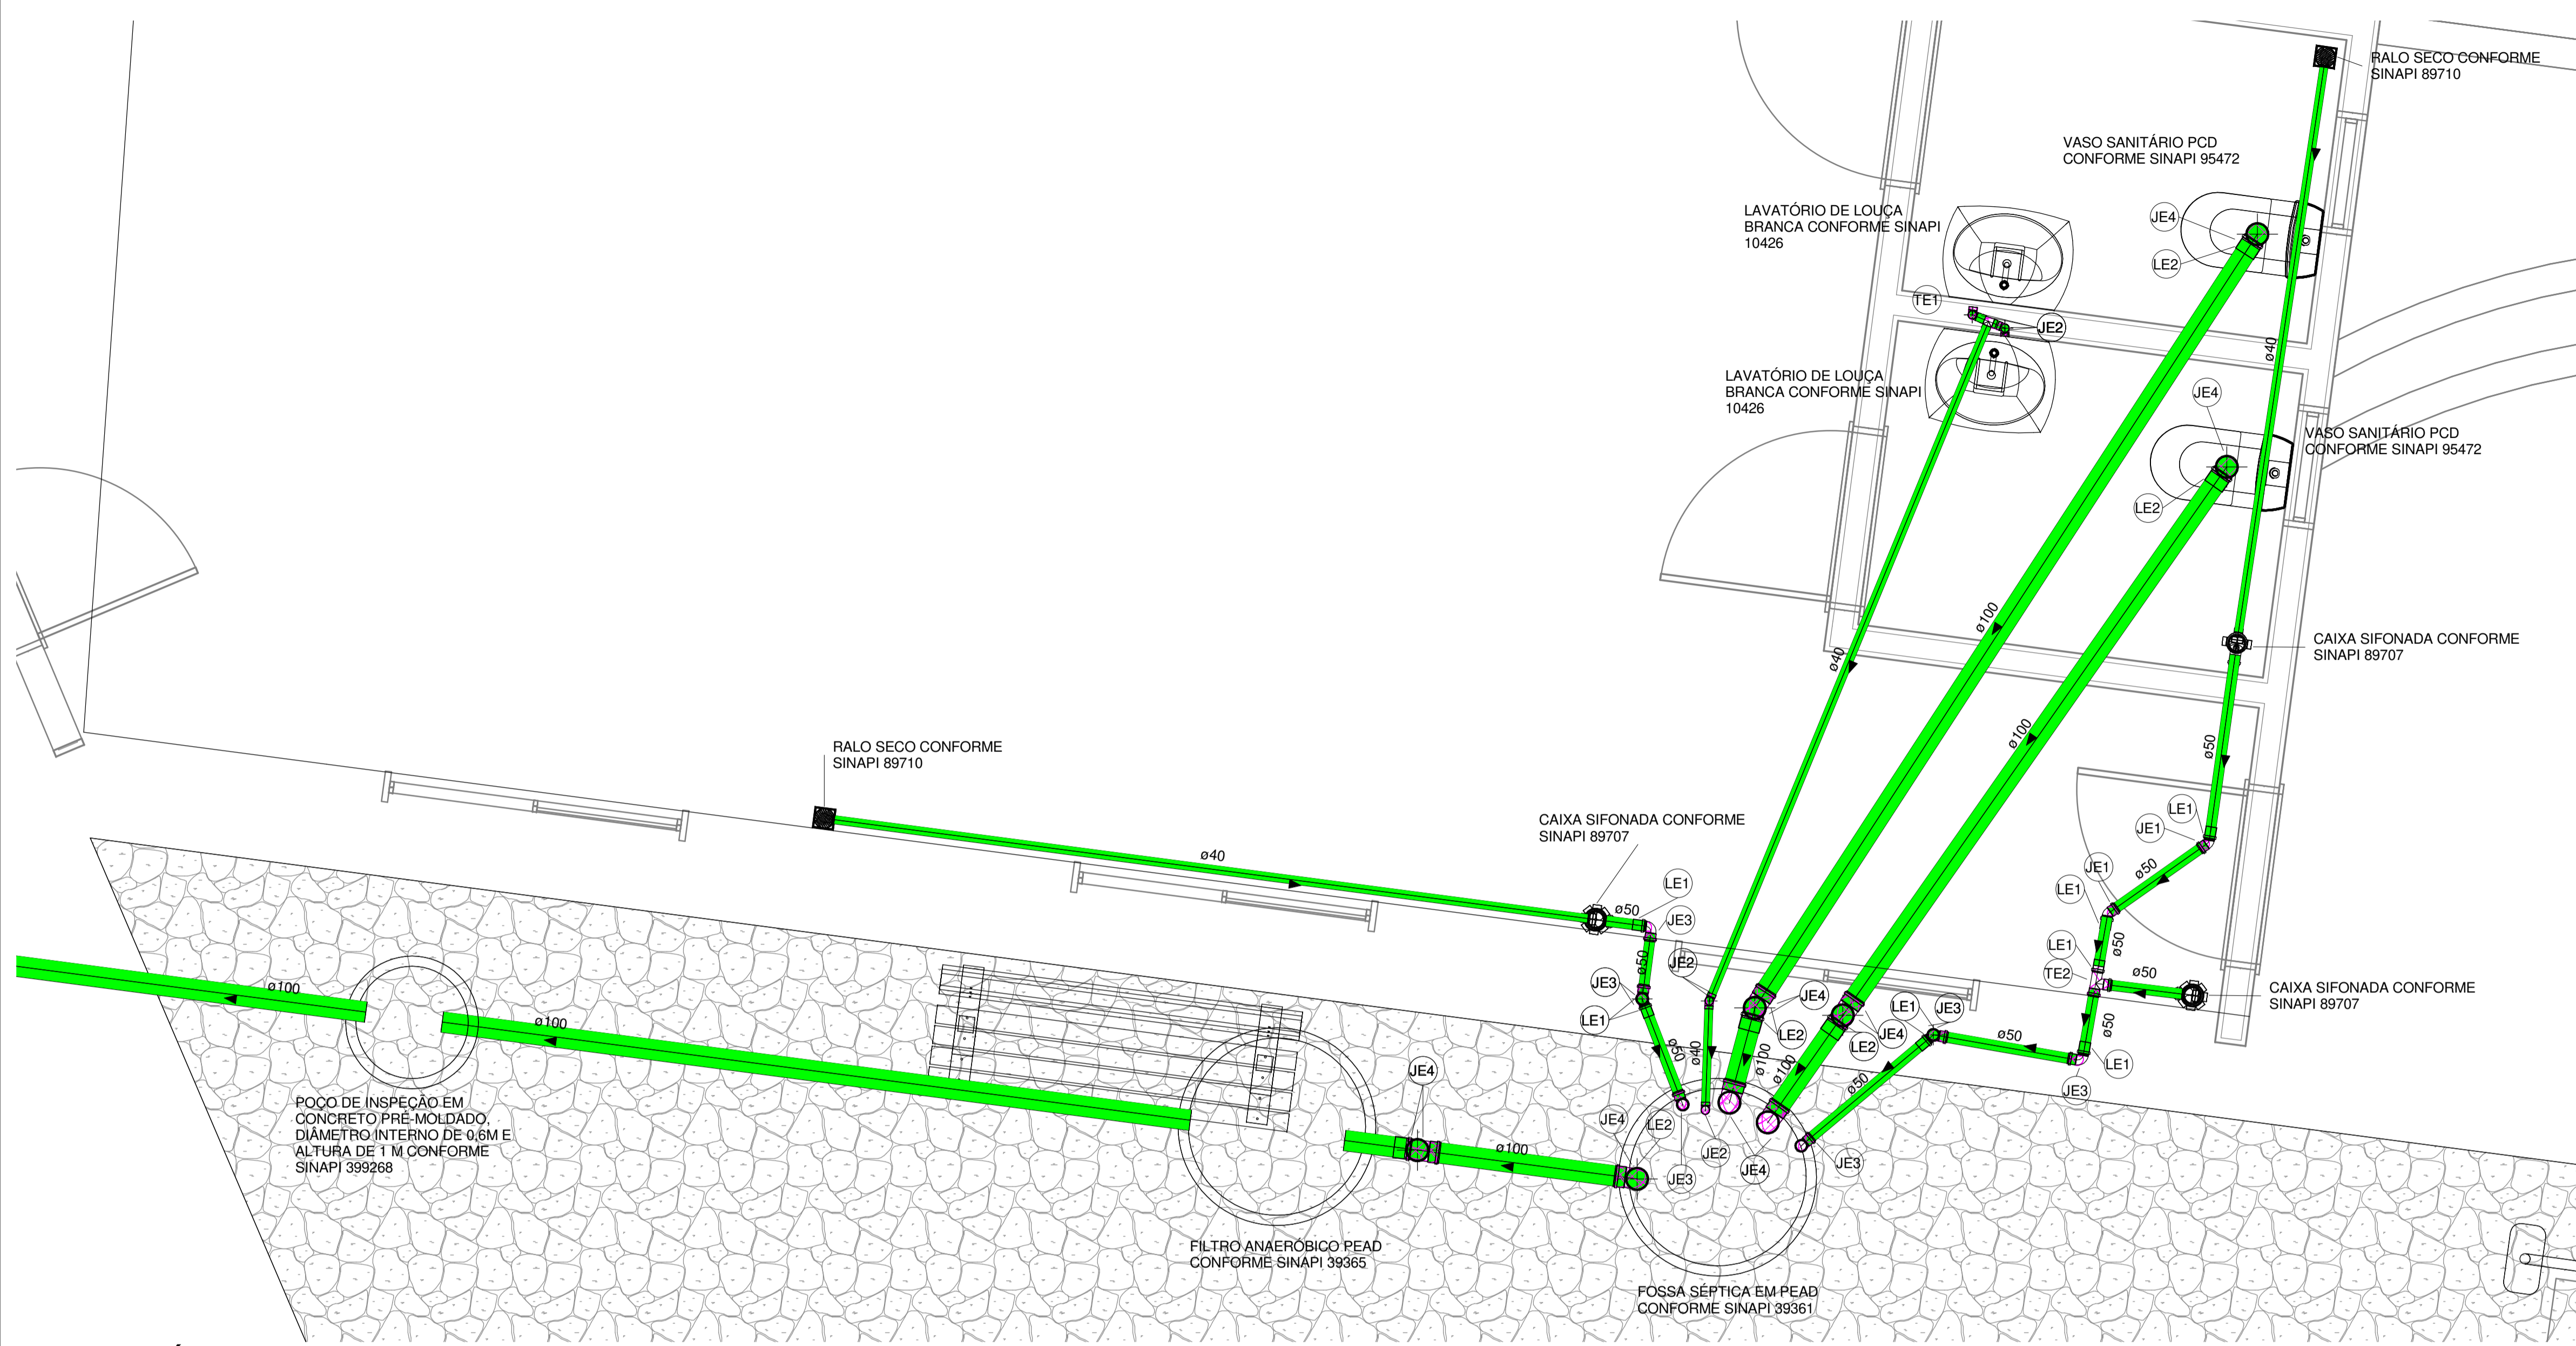 RALO SECO CONFORME
SINAPI 89710
VASO SANITÁRIO PCD
CONFORME SINAPI 95472
LAVATÓRIO DE LOUÇA
BRANCA CONFORME SINAPI
10426
JE4
LE2
TE1
JE2
ø40
LAVATÓRIO DE LOUÇA
BRANCA CONFORME SINAPI
10426
JE4
VASO SANITÁRIO PCD
CONFORME SINAPI 95472
LE2
ø100
ø40
CAIXA SIFONADA CONFORME
SINAPI 89707
ø100
ø50
RALO SECO CONFORME
SINAPI 89710
LE1
JE1
CAIXA SIFONADA CONFORME
SINAPI 89707
ø40
JE1
ø50
LE1
LE1
ø50
JE3
LE1
ø50
ø50
JE2
TE2
ø50
CAIXA SIFONADA CONFORME
SINAPI 89707
JE3
JE4
LE1
JE3
ø100
LE1
LE2
JE4
LE2
ø50
ø50
ø100
ø50
ø40
ø100
ø100
LE1
JE4
ø50
JE3
POÇO DE INSPEÇÃO EM
CONCRETO PRÉ-MOLDADO,
DIÂMETRO INTERNO DE 0,6M E
ALTURA DE 1 M CONFORME
SINAPI 399268
JE4
LE2
ø100
JE2
JE4
JE3
JE3
FILTRO ANAERÓBICO PEAD
CONFORME SINAPI 39365
FOSSA SÉPTICA EM PEAD
CONFORME SINAPI 39361